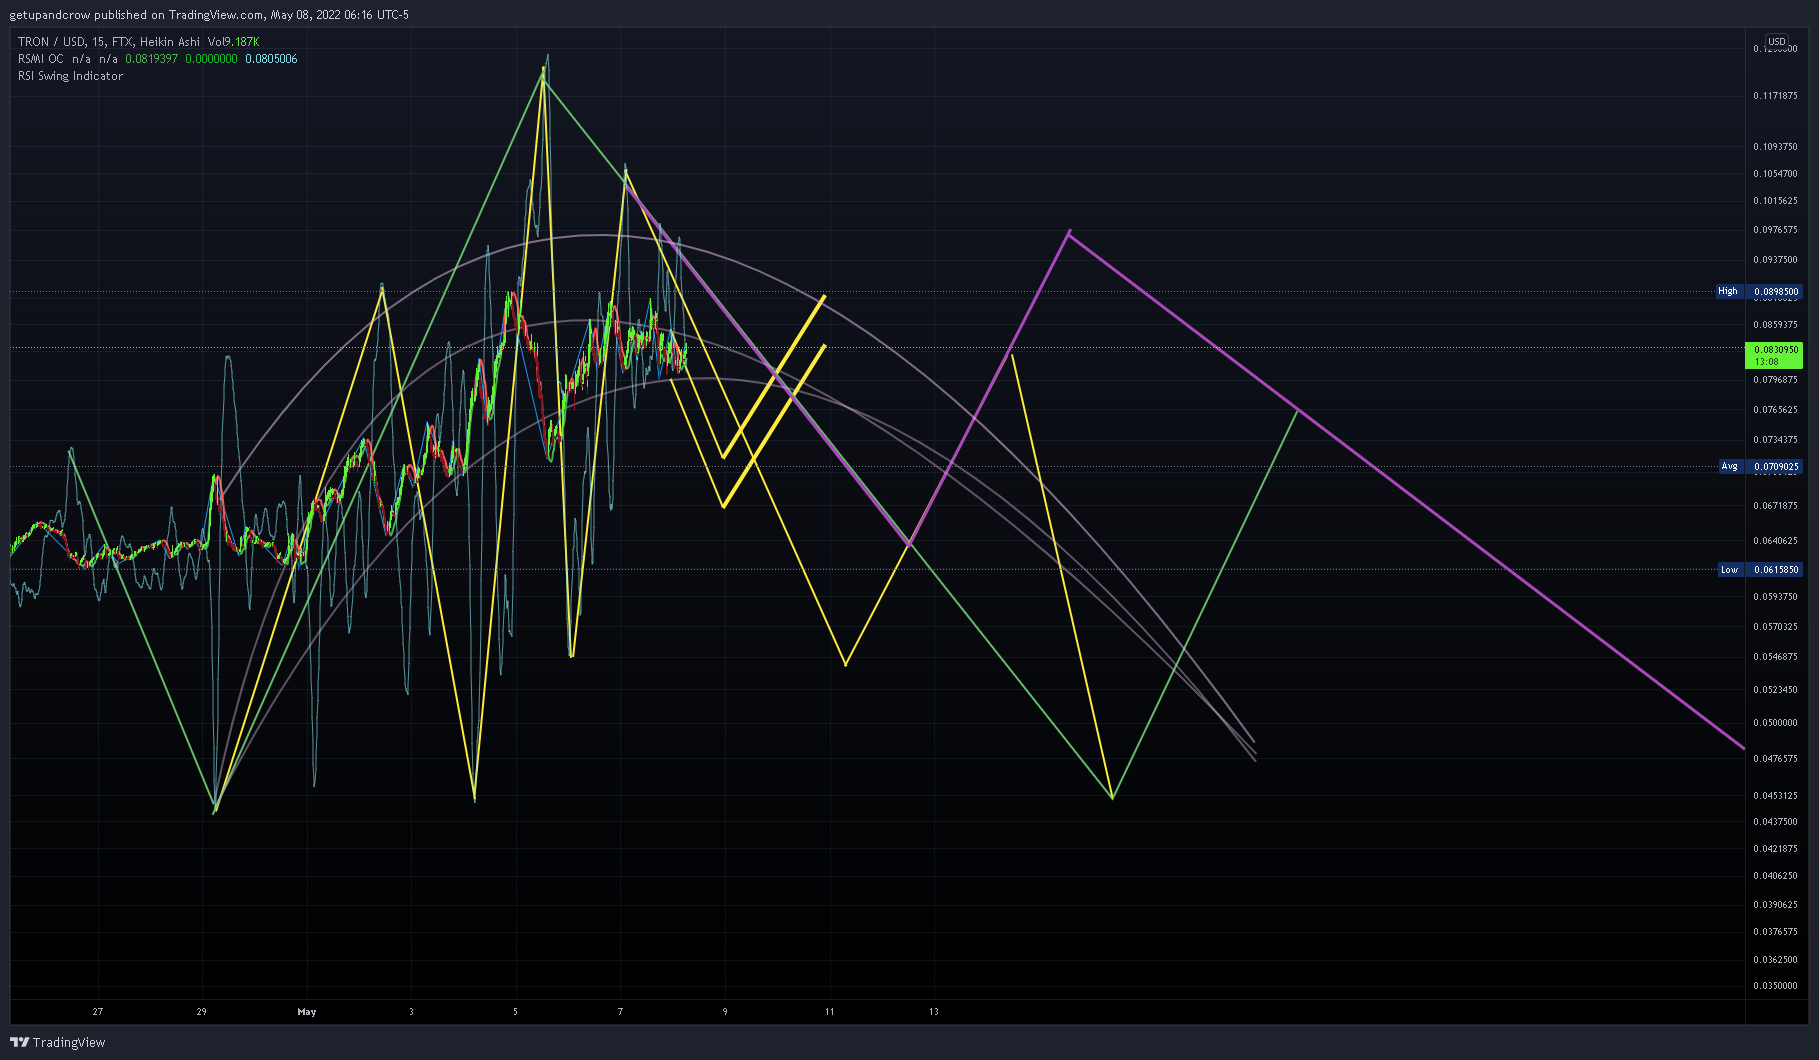 getupandcrow published on TradingView.com, May 08, 2022 06:16 UTC-5
TRON / USD, 15, FTX, Heikin Ashi Vol9.187K
RSMI OC n/a n/a 0.0819397 0.0000000 0.0805006
RSI Swing Indicator
USD
0.1171875
0.1093750
0.1054700
0.1015625
0.0976575
0.0937500
High 0.0898500
0.0859375
0.0830950
13:08
0.0796875
0.0765625
0.0734375
Avg 0.0709025
0.0671875
0.0640625
Low 0.0615850
0.0593750
0.0570325
0.0546875
0.0523450
0.0500000
0.0476575
0.0453125
0.0437500
0.0421875
0.0406250
0.0390625
0.0376575
0.0362500
0.0350000
27 29 May 3 5 7 9 11 13
TradingView